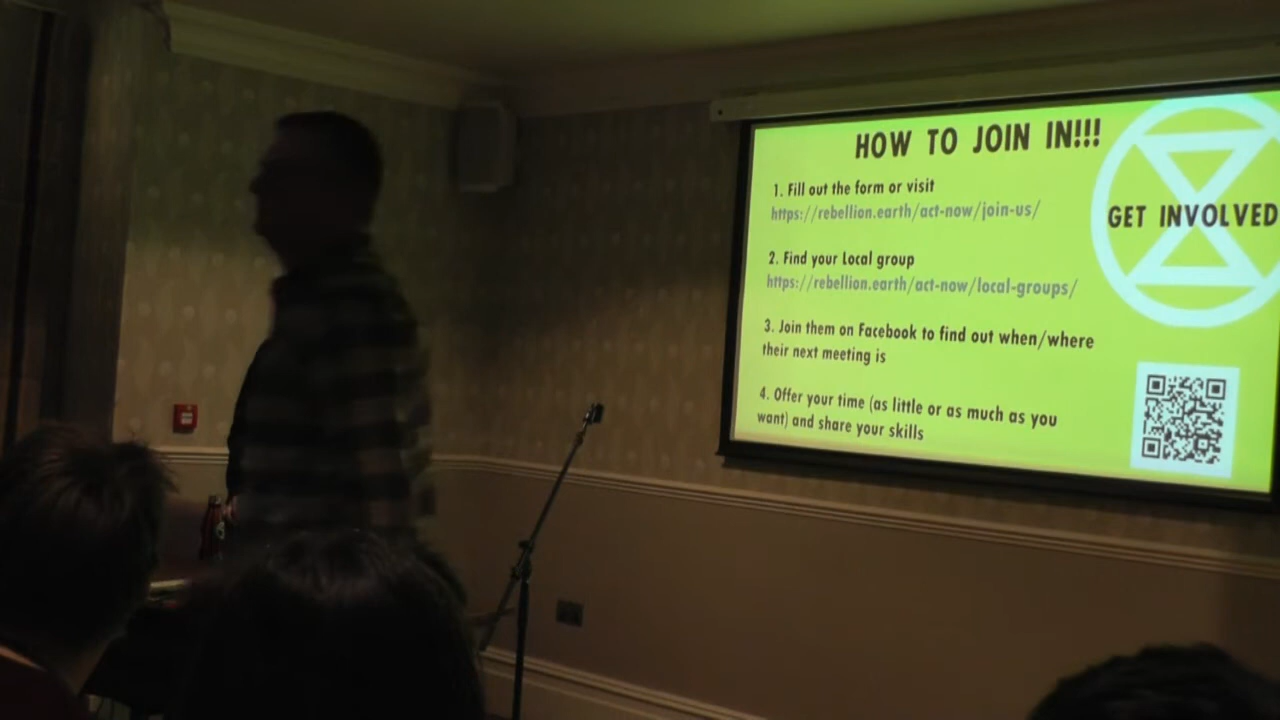 HOW TO JOIN IN!!!
1. Fill out the form or visit
https://rebellion.earth/act-now/join-us/
GET INVOLVED
2. Find your Local group
https://rebellion.earth/act-now/local-groups/
3. Join them on Facebook to find out when/where
their next meeting is
4. Offer your time (as little or as much as you
want) and share your skills